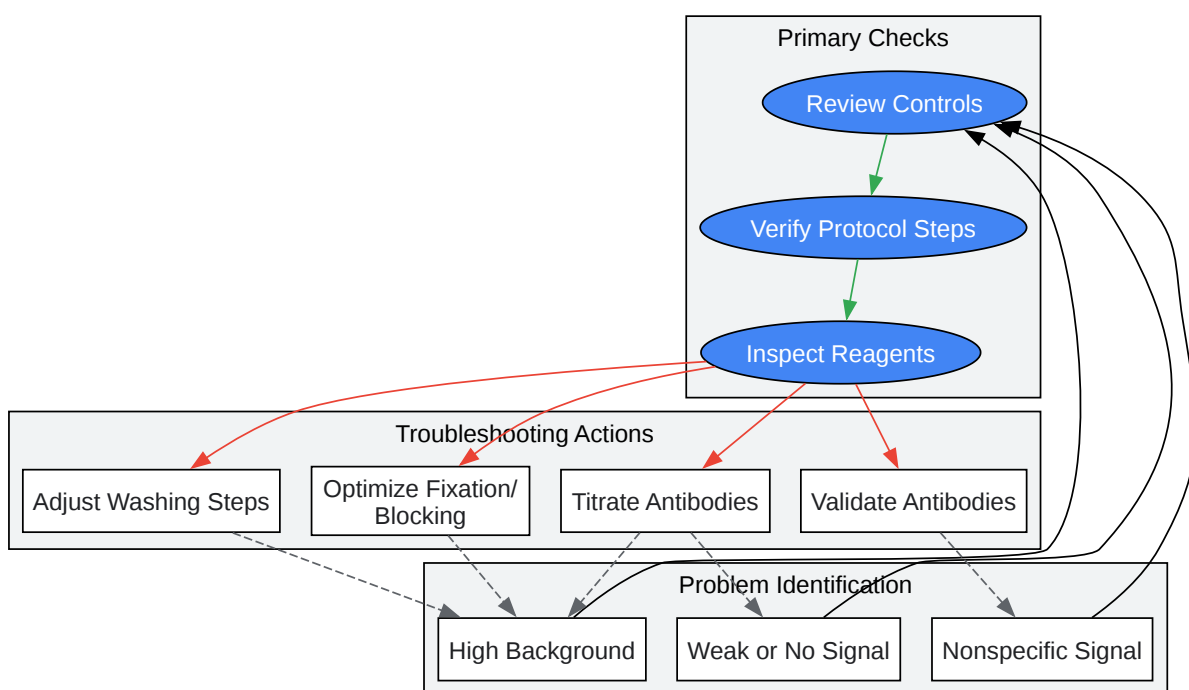 Primary Checks
Review Controls
Verify Protocol Steps
Inspect Reagents
Troubleshooting Actions
Adjust Washing Steps
Optimize Fixation/
Blocking
Titrate Antibodies
Validate Antibodies
Problem Identification
High Background
Weak or No Signal
Nonspecific Signal